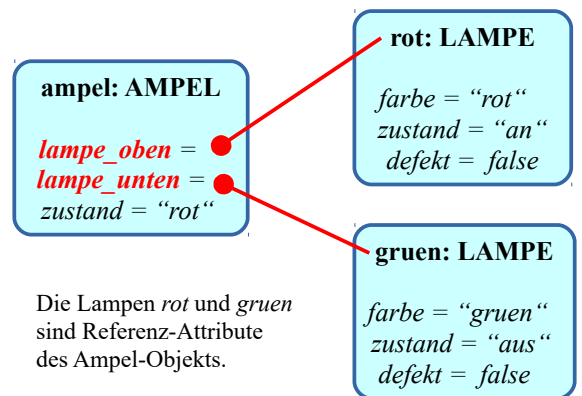 ampel: AMPEL
lampe_oben =
lampe_unten =
zustand = “rot“
rot: LAMPE
farbe = “rot“
zustand = “an“
defekt = false
gruen: LAMPE
farbe = “gruen“
zustand = “aus“
defekt = false
Die Lampen rot und gruen
sind Referenz-Attribute
des Ampel-Objekts.